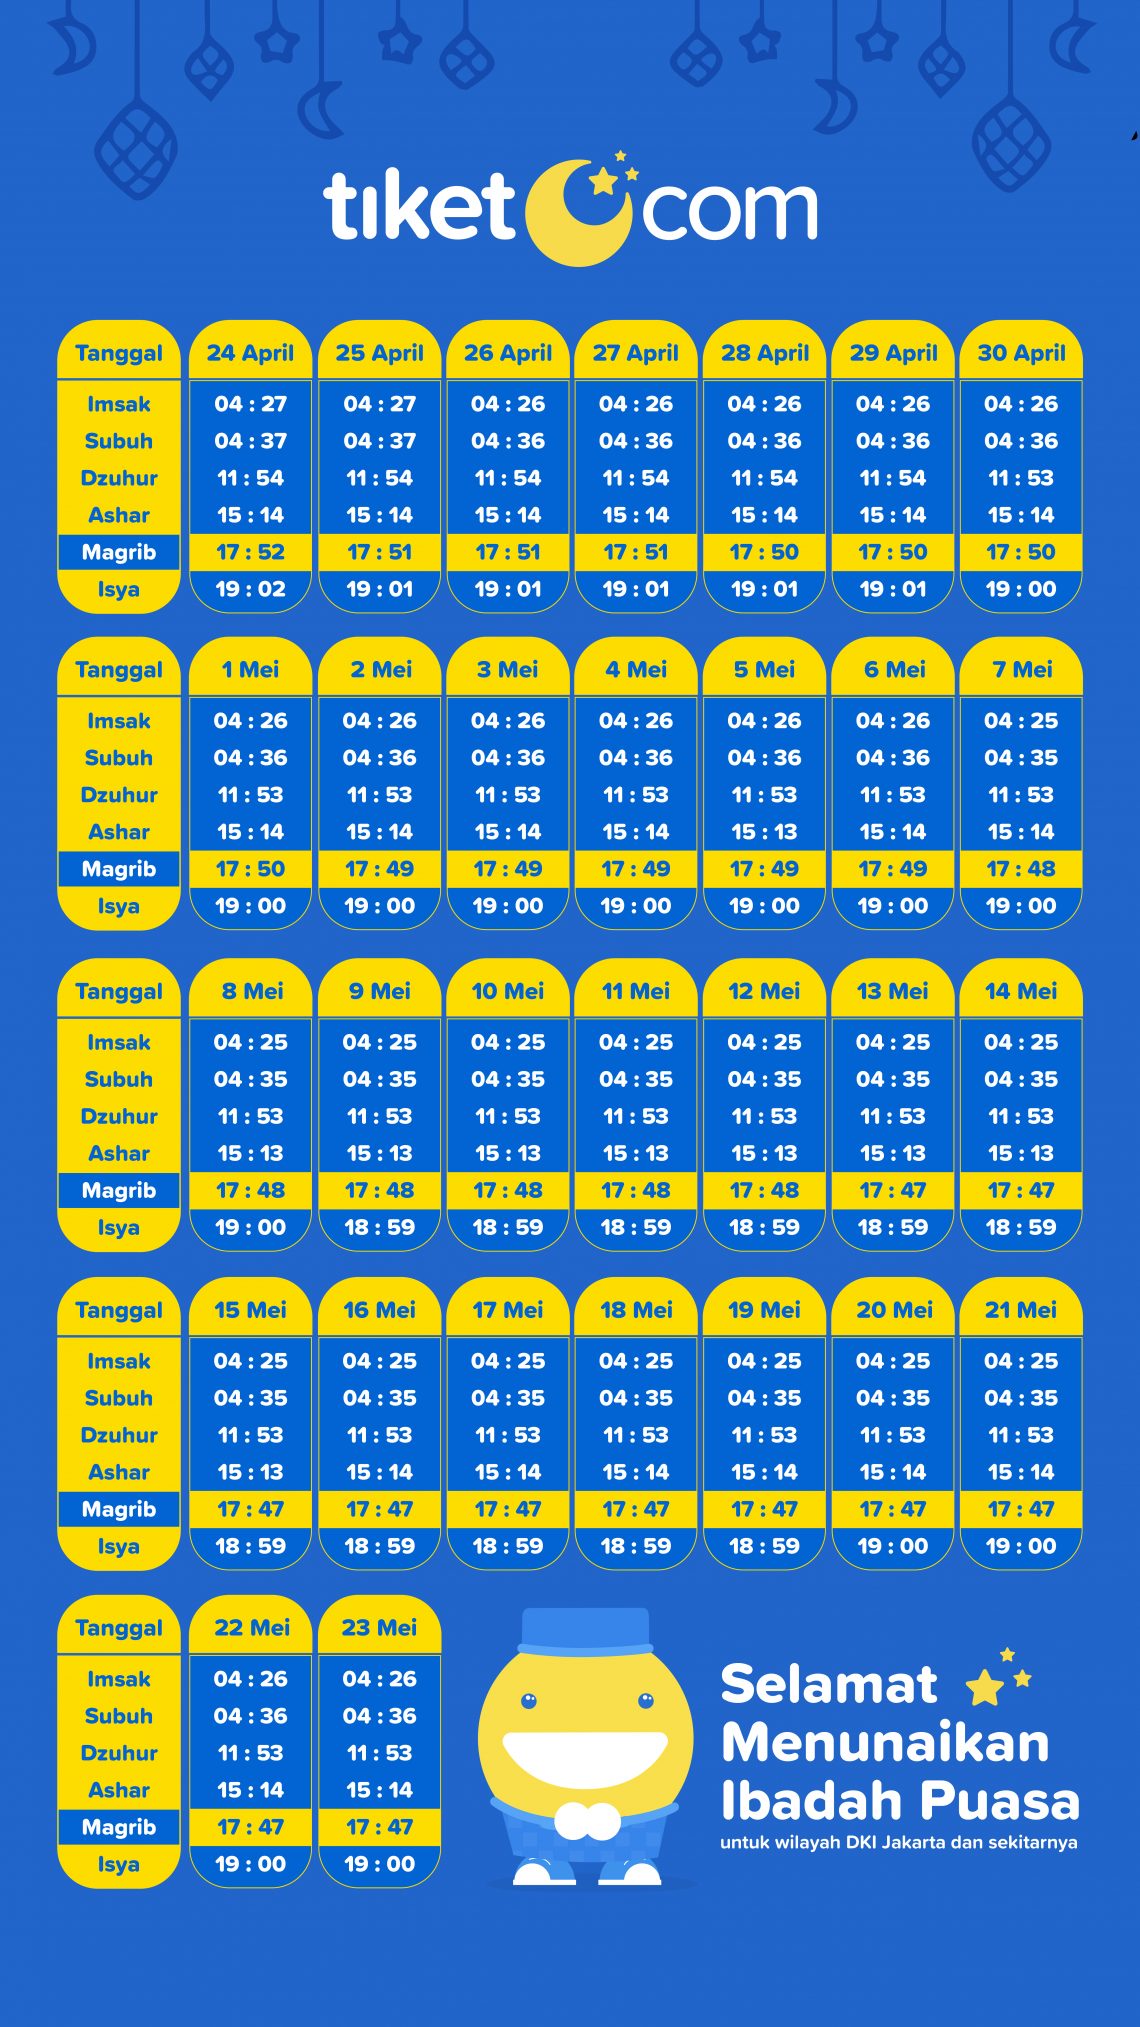 tiket com
Tanggal 24 April 25 April 26 April 27 April 28 April 29 April 30 April
Imsak 04 : 27 04 : 27 04 : 26 04 : 26 04 : 26 04 : 26 04 : 26
Subuh 04 : 37 04 : 37 04 : 36 04 : 36 04 : 36 04 : 36 04 : 36
Dzuhur 11 : 54 11 : 54 11 : 54 11 : 54 11 : 54 11 : 54 11 : 53
Ashar 15 : 14 15 : 14 15 : 14 15 : 14 15 : 14 15 : 14 15 : 14
Magrib 17 : 52 17 : 51 17 : 51 17 : 51 17 : 50 17 : 50 17 : 50
Isya 19 : 02 19 : 01 19 : 01 19 : 01 19 : 01 19 : 01 19 : 00
Tanggal 1 Mei 2 Mei 3 Mei 4 Mei 5 Mei 6 Mei 7 Mei
Imsak 04 : 26 04 : 26 04 : 26 04 : 26 04 : 26 04 : 26 04 : 25
Subuh 04 : 36 04 : 36 04 : 36 04 : 36 04 : 36 04 : 36 04 : 35
Dzuhur 11 : 53 11 : 53 11 : 53 11 : 53 11 : 53 11 : 53 11 : 53
Ashar 15 : 14 15 : 14 15 : 14 15 : 14 15 : 13 15 : 14 15 : 14
Magrib 17 : 50 17 : 49 17 : 49 17 : 49 17 : 49 17 : 49 17 : 48
Isya 19 : 00 19 : 00 19 : 00 19 : 00 19 : 00 19 : 00 19 : 00
Tanggal 8 Mei 9 Mei 10 Mei 11 Mei 12 Mei 13 Mei 14 Mei
Imsak 04 : 25 04 : 25 04 : 25 04 : 25 04 : 25 04 : 25 04 : 25
Subuh 04 : 35 04 : 35 04 : 35 04 : 35 04 : 35 04 : 35 04 : 35
Dzuhur 11 : 53 11 : 53 11 : 53 11 : 53 11 : 53 11 : 53 11 : 53
Ashar 15 : 13 15 : 13 15 : 13 15 : 13 15 : 13 15 : 13 15 : 13
Magrib 17 : 48 17 : 48 17 : 48 17 : 48 17 : 48 17 : 47 17 : 47
Isya 19 : 00 18 : 59 18 : 59 18 : 59 18 : 59 18 : 59 18 : 59
Tanggal 15 Mei 16 Mei 17 Mei 18 Mei 19 Mei 20 Mei 21 Mei
Imsak 04 : 25 04 : 25 04 : 25 04 : 25 04 : 25 04 : 25 04 : 25
Subuh 04 : 35 04 : 35 04 : 35 04 : 35 04 : 35 04 : 35 04 : 35
Dzuhur 11 : 53 11 : 53 11 : 53 11 : 53 11 : 53 11 : 53 11 : 53
Ashar 15 : 13 15 : 14 15 : 14 15 : 14 15 : 14 15 : 14 15 : 14
Magrib 17 : 47 17 : 47 17 : 47 17 : 47 17 : 47 17 : 47 17 : 47
Isya 18 : 59 18 : 59 18 : 59 18 : 59 18 : 59 19 : 00 19 : 00
Tanggal 22 Mei 23 Mei
Imsak 04 : 26 04 : 26
Subuh 04 : 36 04 : 36
Dzuhur 11 : 53 11 : 53
Ashar 15 : 14 15 : 14
Magrib 17 : 47 17 : 47
Isya 19 : 00 19 : 00
Selamat
Menunaikan
Ibadah Puasa
untuk wilayah DKI Jakarta dan sekitarnya